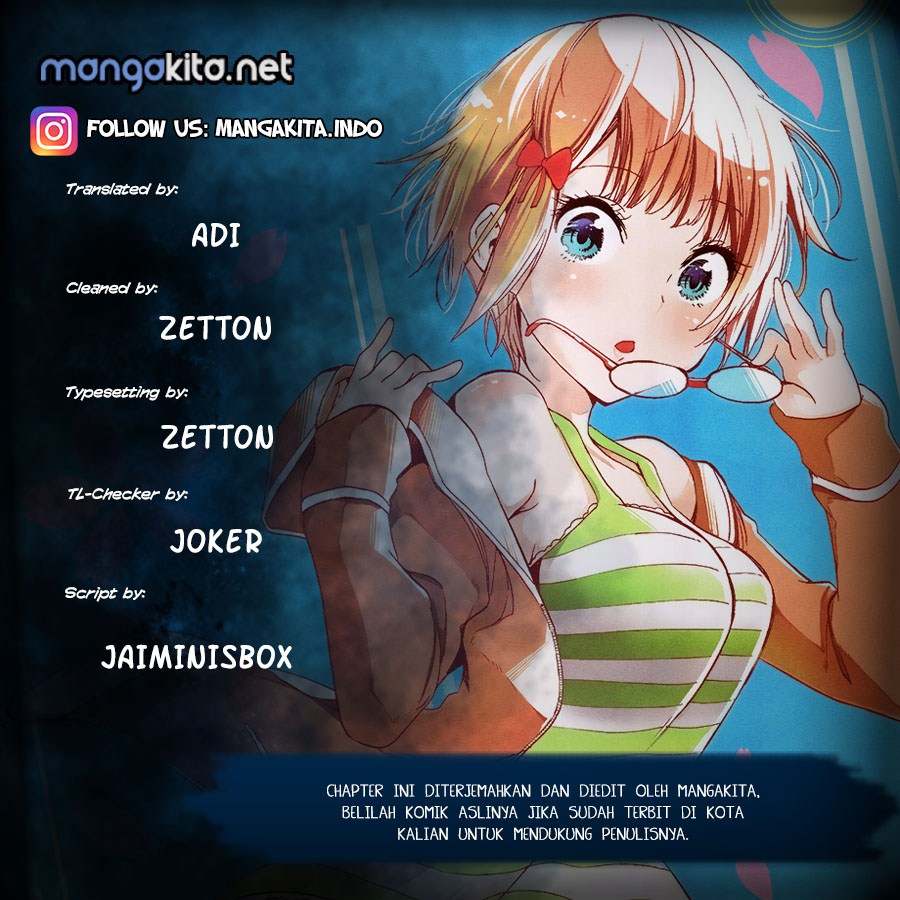 mangakita.net
FOLLOW US: MANGAKITA.INDO
Translated by:
ADI
Cleaned by:
ZETTON
Typesetting by:
ZETTON
TL-Checker by:
JOKER
Script by:
JAIMINISBOX
CHAPTER INI DITERJEMAHKAN DAN DIEDIT OLEH MANGAKITA,
BELILAH KOMIK ASLINYA JIKA SUDAH TERBIT DI KOTA
KALIAN UNTUK MENDUKUNG PENULISNYA.